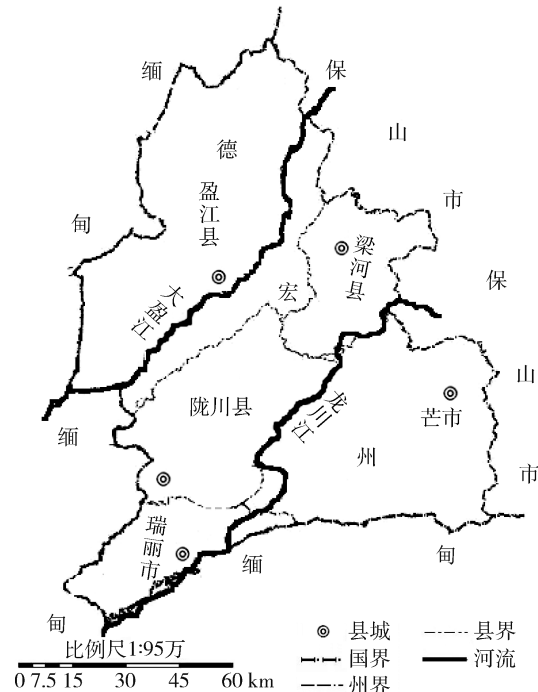 缅
保
德
山
盈江县
市
甸
梁河县
宏
保
大盈江
陇川县
龙川江
山
芒市
缅
州
市
瑞丽市
缅
甸
甸
比例尺1:95万
0 7.5 15 30 45 60 km
县城
县界
国界
河流
州界